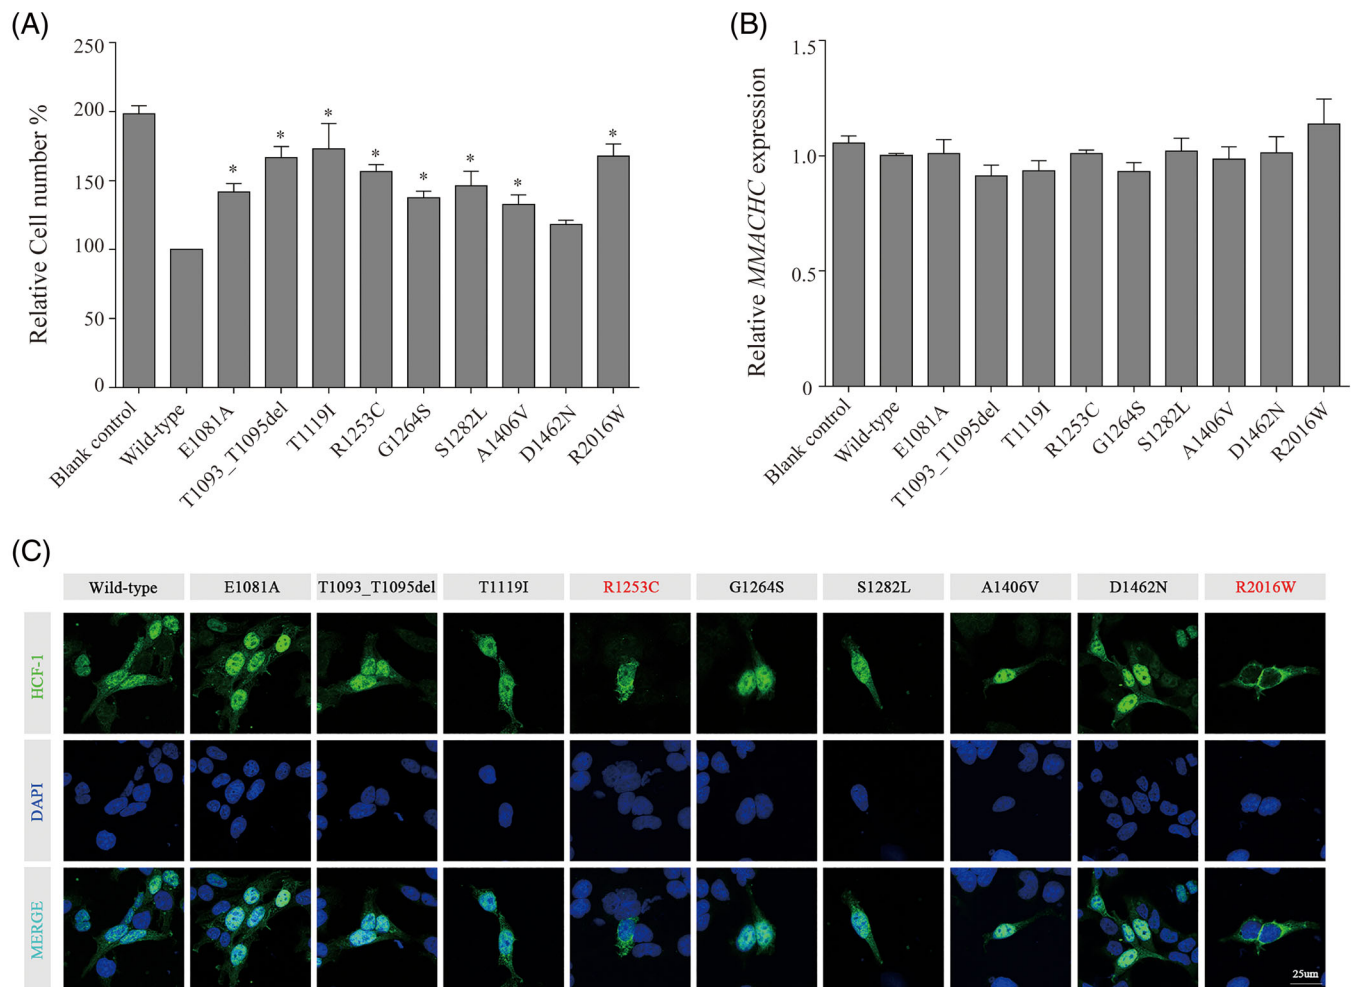 (A)
Relative Cell number %
250
200
150
100
50
0
* * * * * * * *
Blank control
Wild-type
E1081A
T1093_T1095del
T1119I
R1253C
G1264S
S1282L
A1406V
D1462N
R2016W
(B)
Relative MMACHC expression
1.5
1.0
0.5
0
Blank control
Wild-type
E1081A
T1093_T1095del
T1119I
R1253C
G1264S
S1282L
A1406V
D1462N
R2016W
(C)
Wild-type E1081A T1093_T1095del T1119I R1253C G1264S S1282L A1406V D1462N R2016W
HCF-1
DAPI
MERGE
25um